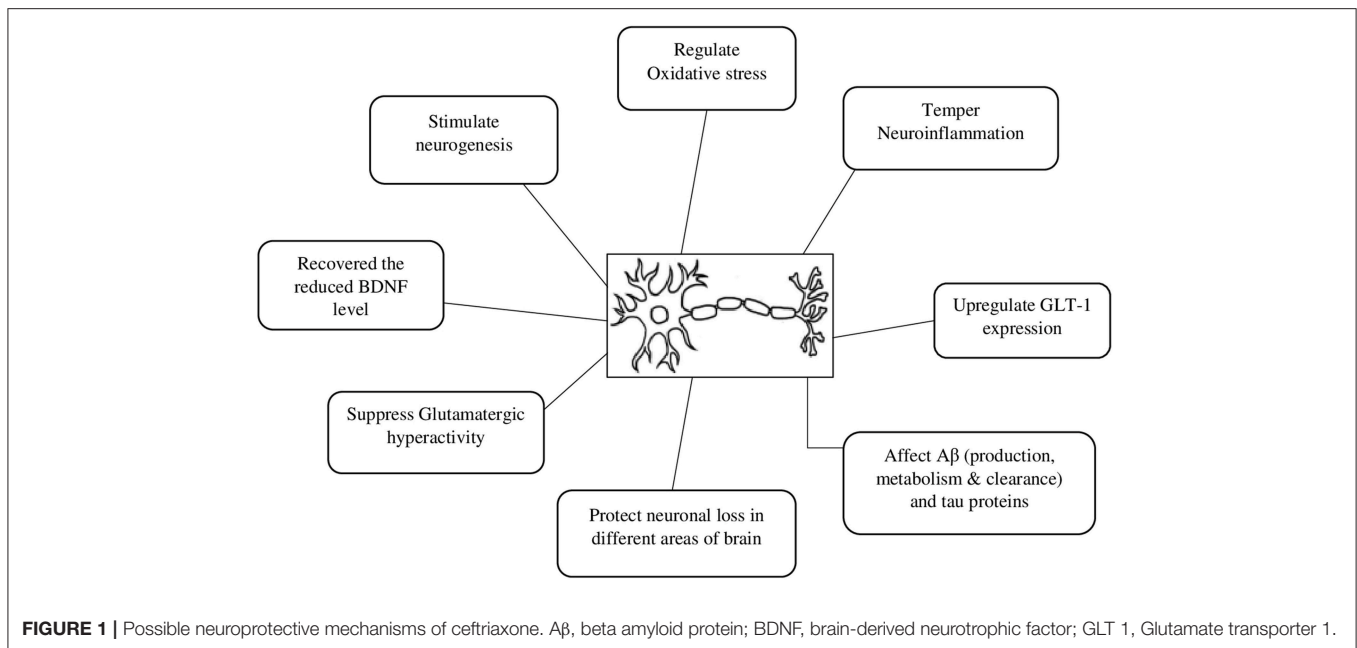 Regulate
Oxidative stress
Stimulate
neurogenesis
Temper
Neuroinflammation
Recovered the
reduced BDNF
level
Upregulate GLT-1
expression
Suppress Glutamatergic
hyperactivity
Affect Aβ (production,
metabolism & clearance)
and tau proteins
Protect neuronal loss in
different areas of brain
FIGURE 1 | Possible neuroprotective mechanisms of ceftriaxone. Aβ, beta amyloid protein; BDNF, brain-derived neurotrophic factor; GLT 1, Glutamate transporter 1.